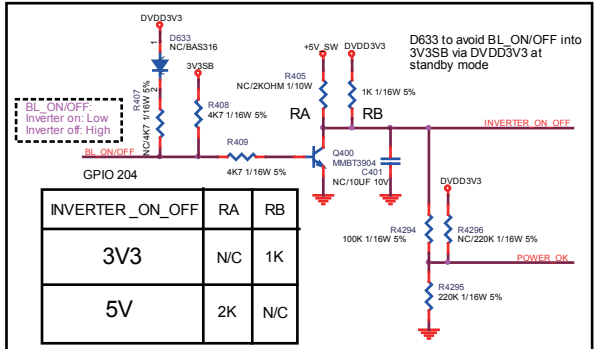 DVDD3V3
D633
NC/BAS316
1
2
3V3SB
R407
NC/4K7 1/16W 5%
R408
4K7 1/16W 5%
BL_ON/OFF:
Inverter on: Low
Inverter off: High
BL_ON/OFF
GPIO 204
R409
4K7 1/16W 5%
+5V_SW
DVDD3V3
R405
NC/2KOHM 1/10W
1K 1/16W 5%
RA
RB
D633 to avoid BL_ON/OFF into
3V3SB via DVDD3V3 at
standby mode
INVERTER_ON_OFF
Q400
MMBT3904
C401
NC/10UF 10V
DVDD3V3
R4294
100K 1/16W 5%
R4296
NC/220K 1/16W 5%
POWER_OK
R4295
220K 1/16W 5%
INVERTER _ON_OFF RA RB
3V3 N/C 1K
5V 2K N/C